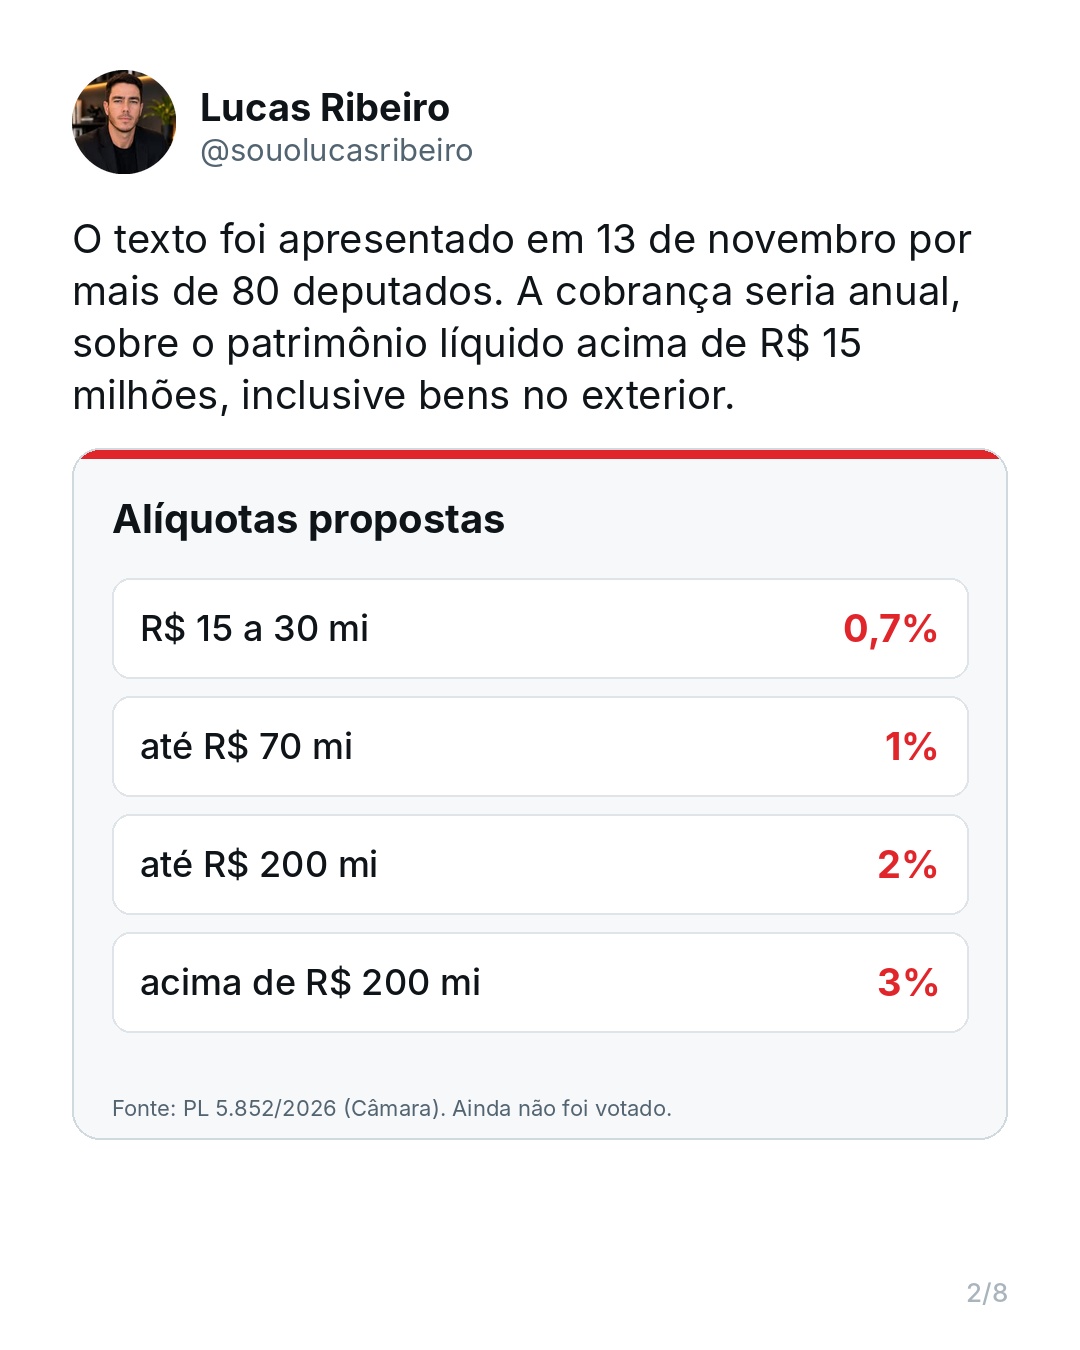 Lucas Ribeiro
@souolucasribeiro
O texto foi apresentado em 13 de novembro por
mais de 80 deputados. A cobrança seria anual,
sobre o patrimônio líquido acima de R$ 15
milhões, inclusive bens no exterior.
Alíquotas propostas
R$ 15 a 30 mi 0,7%
até R$ 70 mi 1%
até R$ 200 mi 2%
acima de R$ 200 mi 3%
Fonte: PL 5.852/2026 (Câmara). Ainda não foi votado.
2/8